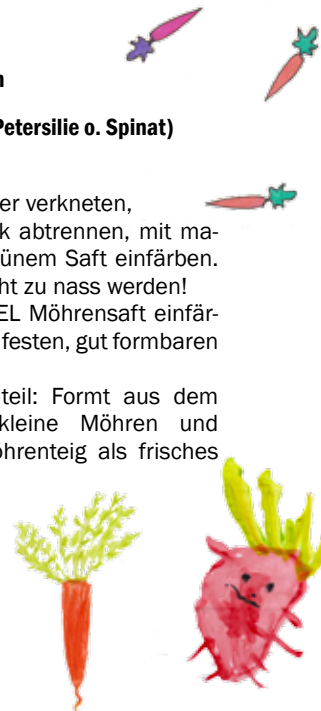 n
Petersilie o. Spinat)
er verkneten,
k abtrennen, mit ma-
ünem Saft einfärben.
ht zu nass werden!
EL Möhrensaft einfär-
festen, gut formbaren
teil: Formt aus dem
kleine Möhren und
öhrenteig als frisches